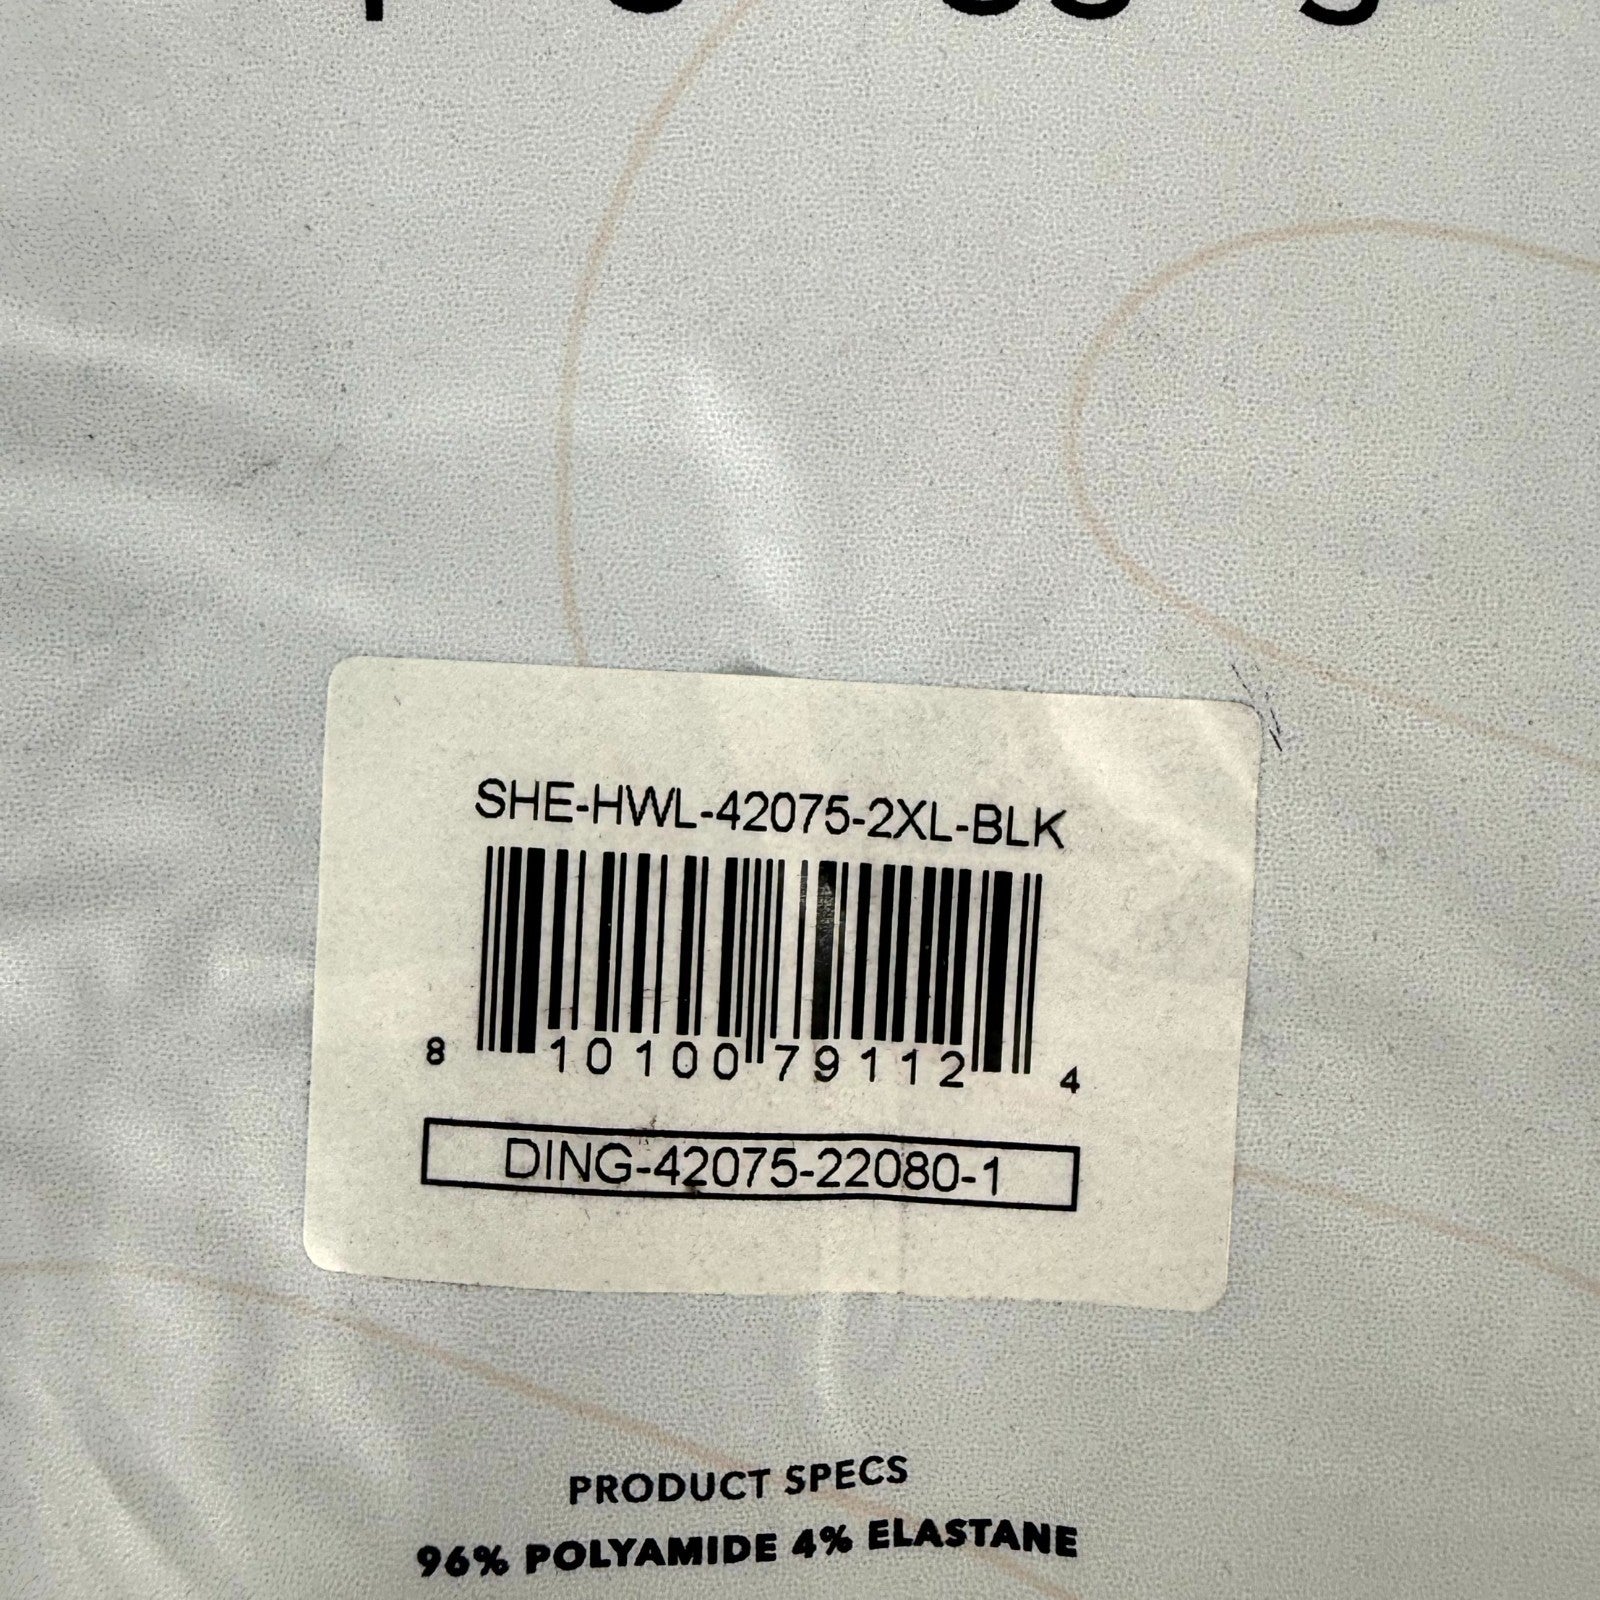 SHE-HWL-42075-2XL-BLK
8 10100 79112 4
DING-42075-22080-1
PRODUCT SPECS
96% POLYAMIDE 4% ELASTANE